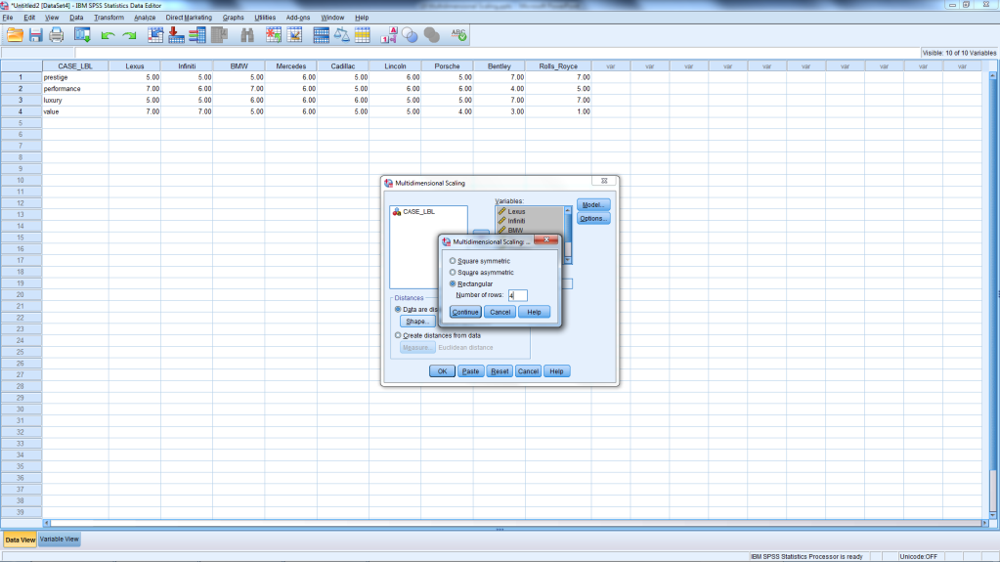 *Untitled2 [DataSet4] - IBM SPSS Statistics Data Editor
File Edit View Data Transform Analyze Direct Marketing Graphs Utilities Add-ons Window Help
Visible: 10 of 10 Variables
CASE_LBL Lexus Infiniti BMW Mercedes Cadillac Lincoln Porsche Bentley Rolls_Royce var var var var var var var var var var
1 prestige 5.00 5.00 5.00 6.00 5.00 6.00 5.00 7.00 7.00
2 performance 7.00 6.00 7.00 6.00 5.00 6.00 6.00 4.00 5.00
3 luxury 5.00 5.00 6.00 6.00 6.00 5.00 5.00 7.00 7.00
4 value 7.00 7.00 5.00 6.00 5.00 5.00 4.00 3.00 1.00
5
6
7
8
9
10
11
12
13
14
15
16
17
18
19
20
21
22
23
24
25
26
27
28
29
30
31
32
33
34
35
36
37
38
39
Multidimensional Scaling
Variables:
CASE_LBL
Lexus
Infiniti
BMW
Model...
Options...
Multidimensional Scaling: ...
Square symmetric
Square asymmetric
Rectangular
Number of rows: 4
Continue Cancel Help
Distances
Data are dis
Shape...
Create distances from data
Measure... Euclidean distance
OK Paste Reset Cancel Help
Data View Variable View
IBM SPSS Statistics Processor is ready Unicode:OFF